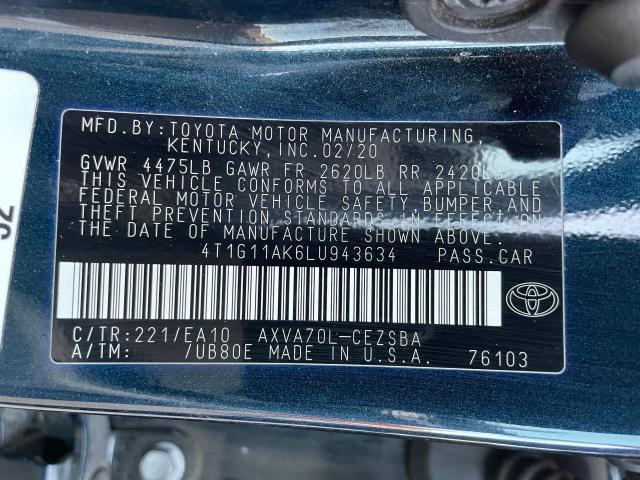 MFD.BY:TOYOTA MOTOR MANUFACTURING,
KENTUCKY, INC.02/20
GVWR 4475LB GAWR FR 2620LB RR 2420LB
THIS VEHICLE CONFORMS TO ALL APPLICABLE
FEDERAL MOTOR VEHICLE SAFETY, BUMPER, AND
THEFT PREVENTION STANDARDS IN EFFECT ON
THE DATE OF MANUFACTURE SHOWN ABOVE.
4T1G11AK6LU943634 PASS.CAR
C/TR:221/EA10 AXVA70L-CEZSBA
A/TM: /UB80E MADE IN U.S.A. 76103